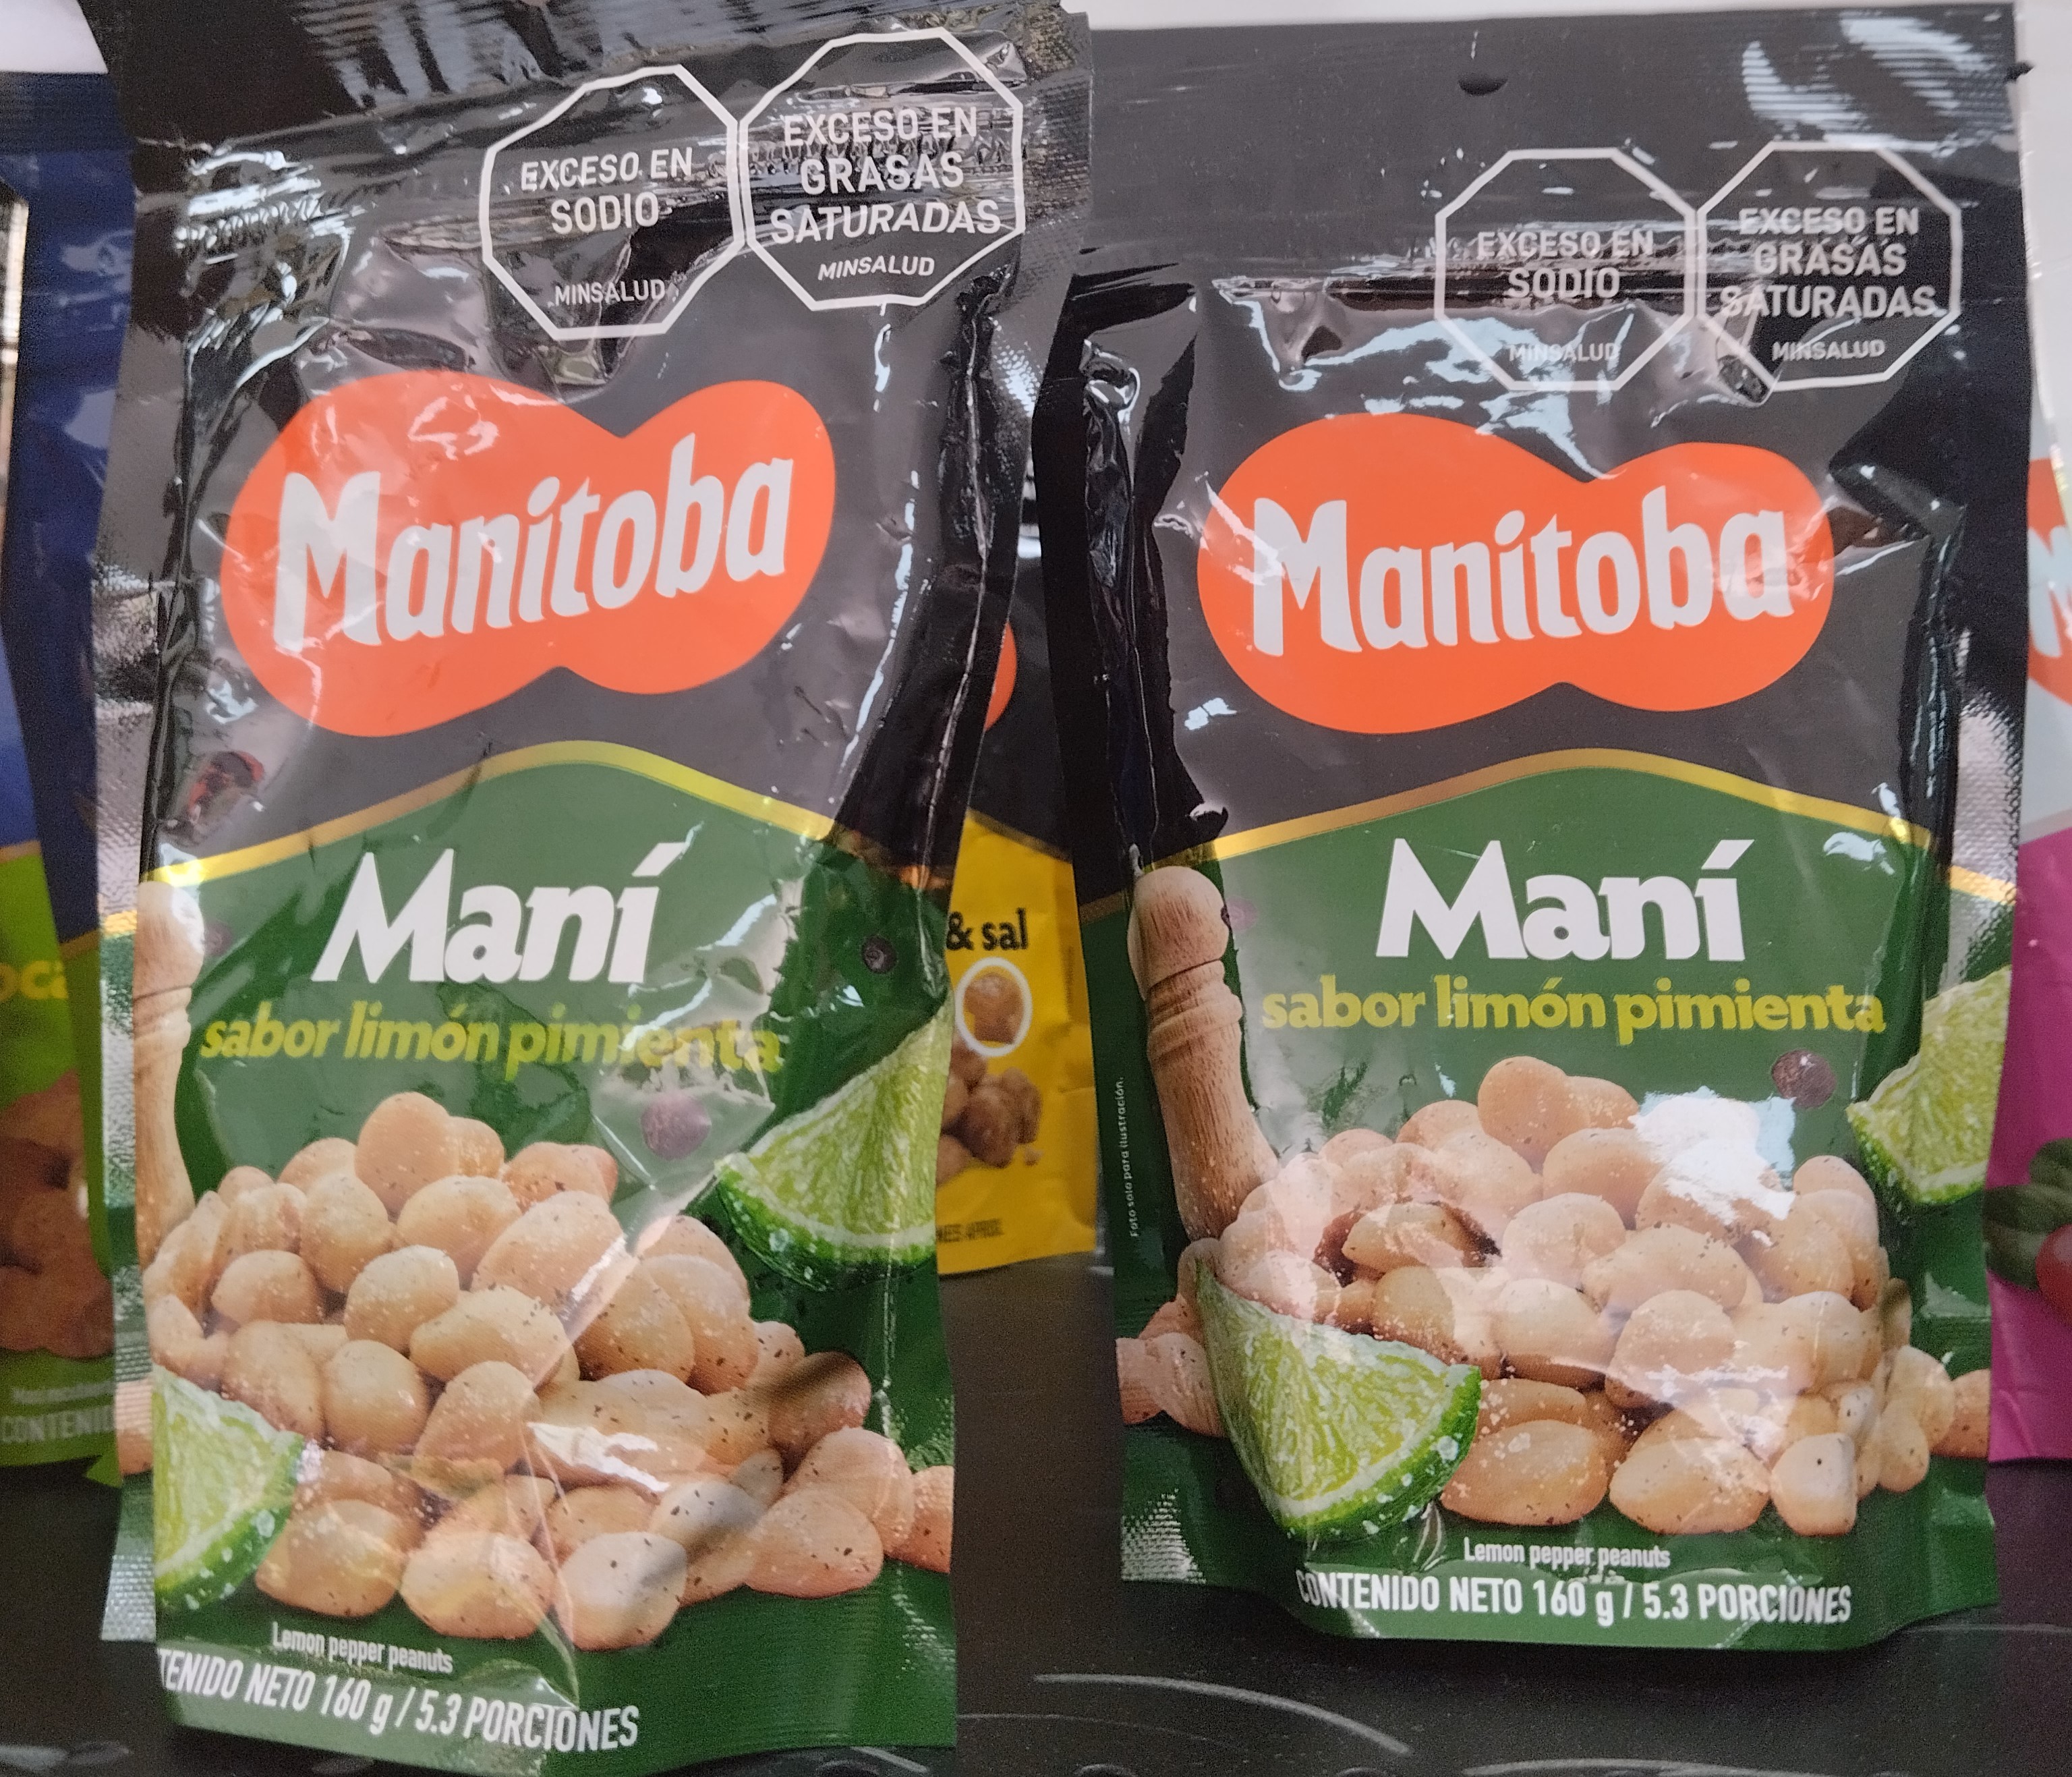 EXCESO EN
SODIO
MINSALUD
EXCESO EN
GRASAS
SATURADAS
MINSALUD
Manitoba
Maní
sabor limón pimienta
Lemon pepper peanuts
TENIDO NETO 160 g / 5.3 PORCIONES
& sal
EXCESO EN
SODIO
MINSALUD
EXCESO EN
GRASAS
SATURADAS
MINSALUD
Manitoba
Maní
sabor limón pimienta
Foto solo para ilustración.
Lemon pepper peanuts
CONTENIDO NETO 160 g / 5.3 PORCIONES
CONTENID